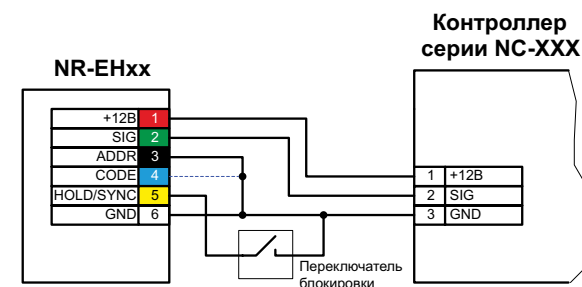 Контроллер
серии NC-XXX
NR-EHxx
+12В 1
SIG 2
ADDR 3
CODE 4
HOLD/SYNC 5
GND 6
1 +12В
2 SIG
3 GND
Переключатель
блокировки